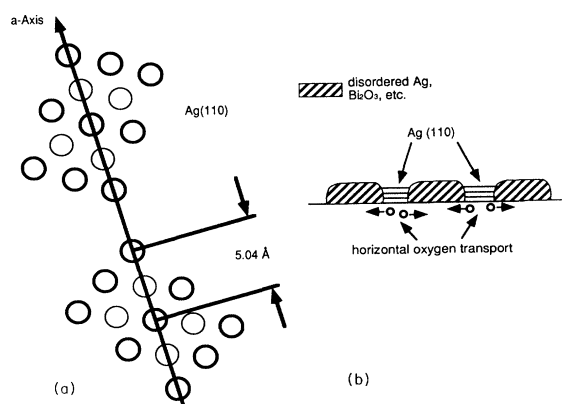 a-Axis
Ag(110)
5.04 Å
(a)
disordered Ag,
Bi₂O₃, etc.
Ag (110)
horizontal oxygen transport
(b)